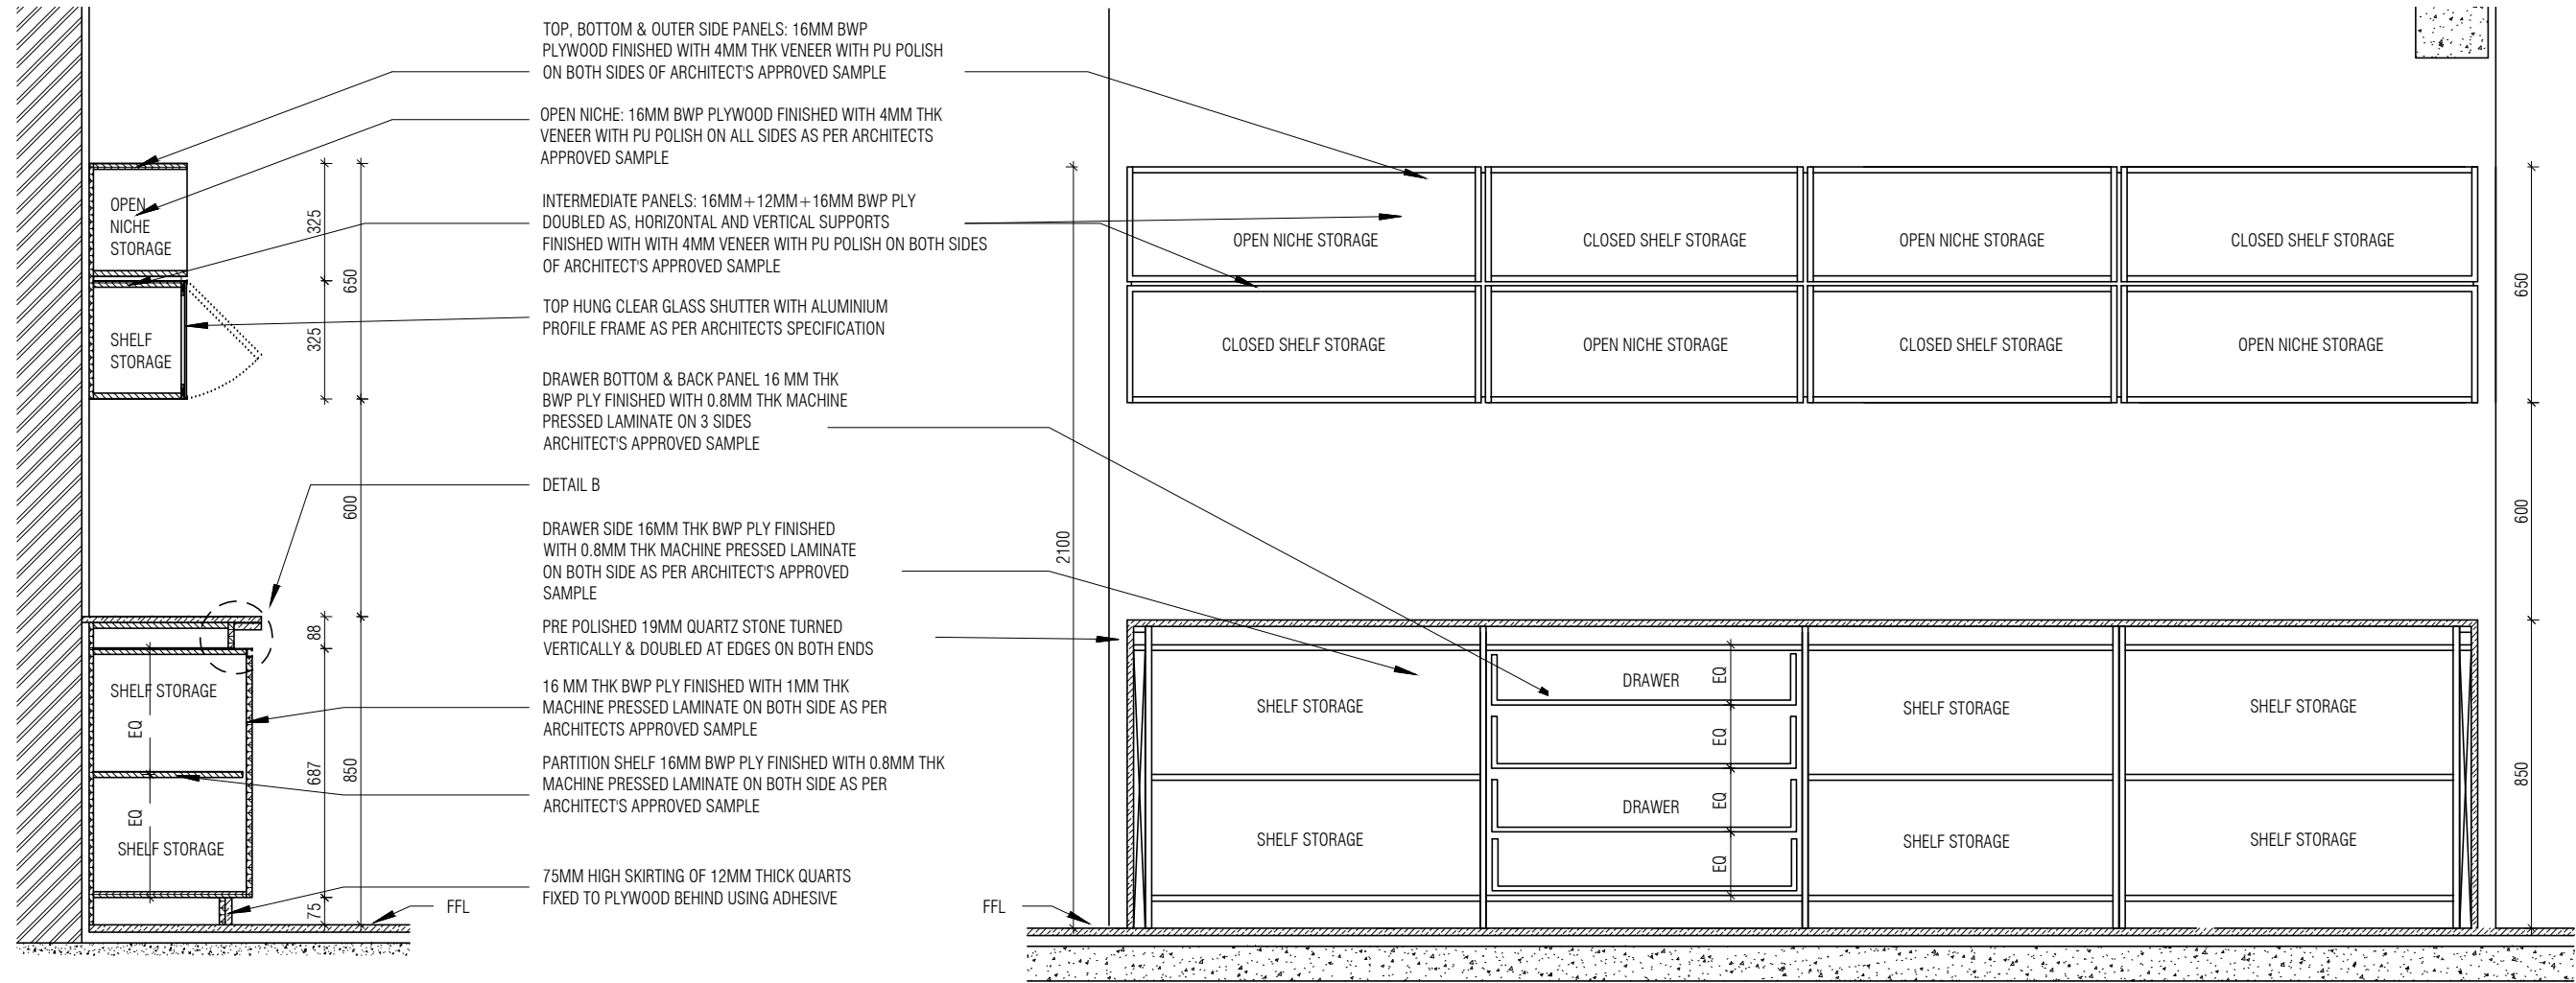 TOP, BOTTOM & OUTER SIDE PANELS: 16MM BWP
PLYWOOD FINISHED WITH 4MM THK VENEER WITH PU POLISH
ON BOTH SIDES OF ARCHITECT'S APPROVED SAMPLE
OPEN NICHE: 16MM BWP PLYWOOD FINISHED WITH 4MM THK
VENEER WITH PU POLISH ON ALL SIDES AS PER ARCHITECTS
APPROVED SAMPLE
INTERMEDIATE PANELS: 16MM+12MM+16MM BWP PLY
DOUBLED AS, HORIZONTAL AND VERTICAL SUPPORTS
FINISHED WITH WITH 4MM VENEER WITH PU POLISH ON BOTH SIDES
OF ARCHITECT'S APPROVED SAMPLE
TOP HUNG CLEAR GLASS SHUTTER WITH ALUMINIUM
PROFILE FRAME AS PER ARCHITECTS SPECIFICATION
DRAWER BOTTOM & BACK PANEL 16 MM THK
BWP PLY FINISHED WITH 0.8MM THK MACHINE
PRESSED LAMINATE ON 3 SIDES
ARCHITECT'S APPROVED SAMPLE
DETAIL B
DRAWER SIDE 16MM THK BWP PLY FINISHED
WITH 0.8MM THK MACHINE PRESSED LAMINATE
ON BOTH SIDE AS PER ARCHITECT'S APPROVED
SAMPLE
PRE POLISHED 19MM QUARTZ STONE TURNED
VERTICALLY & DOUBLED AT EDGES ON BOTH ENDS
16 MM THK BWP PLY FINISHED WITH 1MM THK
MACHINE PRESSED LAMINATE ON BOTH SIDE AS PER
ARCHITECTS APPROVED SAMPLE
PARTITION SHELF 16MM BWP PLY FINISHED WITH 0.8MM THK
MACHINE PRESSED LAMINATE ON BOTH SIDE AS PER
ARCHITECT'S APPROVED SAMPLE
75MM HIGH SKIRTING OF 12MM THICK QUARTS
FIXED TO PLYWOOD BEHIND USING ADHESIVE
OPEN
NICHE
STORAGE
SHELF
STORAGE
SHELF STORAGE
EQ
EQ
SHELF STORAGE
325
325
650
600
88
687
850
75
FFL
2100
FFL
OPEN NICHE STORAGE
CLOSED SHELF STORAGE
OPEN NICHE STORAGE
CLOSED SHELF STORAGE
CLOSED SHELF STORAGE
OPEN NICHE STORAGE
CLOSED SHELF STORAGE
OPEN NICHE STORAGE
SHELF STORAGE
DRAWER
EQ
SHELF STORAGE
SHELF STORAGE
EQ
DRAWER
EQ
SHELF STORAGE
EQ
SHELF STORAGE
SHELF STORAGE
650
600
850